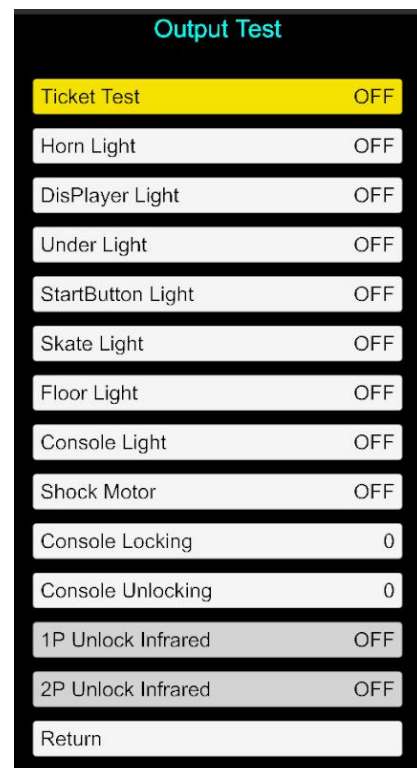 Output Test
Ticket Test OFF
Horn Light OFF
DisPlayer Light OFF
Under Light OFF
StartButton Light OFF
Skate Light OFF
Floor Light OFF
Console Light OFF
Shock Motor OFF
Console Locking 0
Console Unlocking 0
1P Unlock Infrared OFF
2P Unlock Infrared OFF
Return